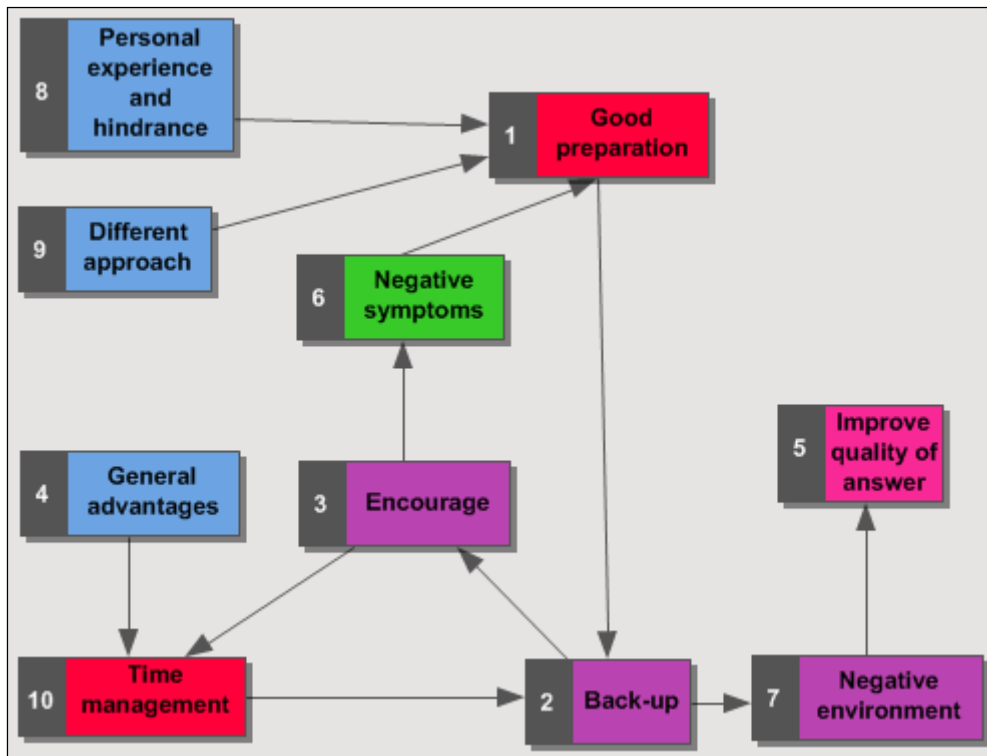 8
Personal
experience
and
hindrance
1
Good
preparation
9
Different
approach
6
Negative
symptoms
5
Improve
quality of
answer
4
General
advantages
3
Encourage
10
Time
management
2
Back-up
7
Negative
environment